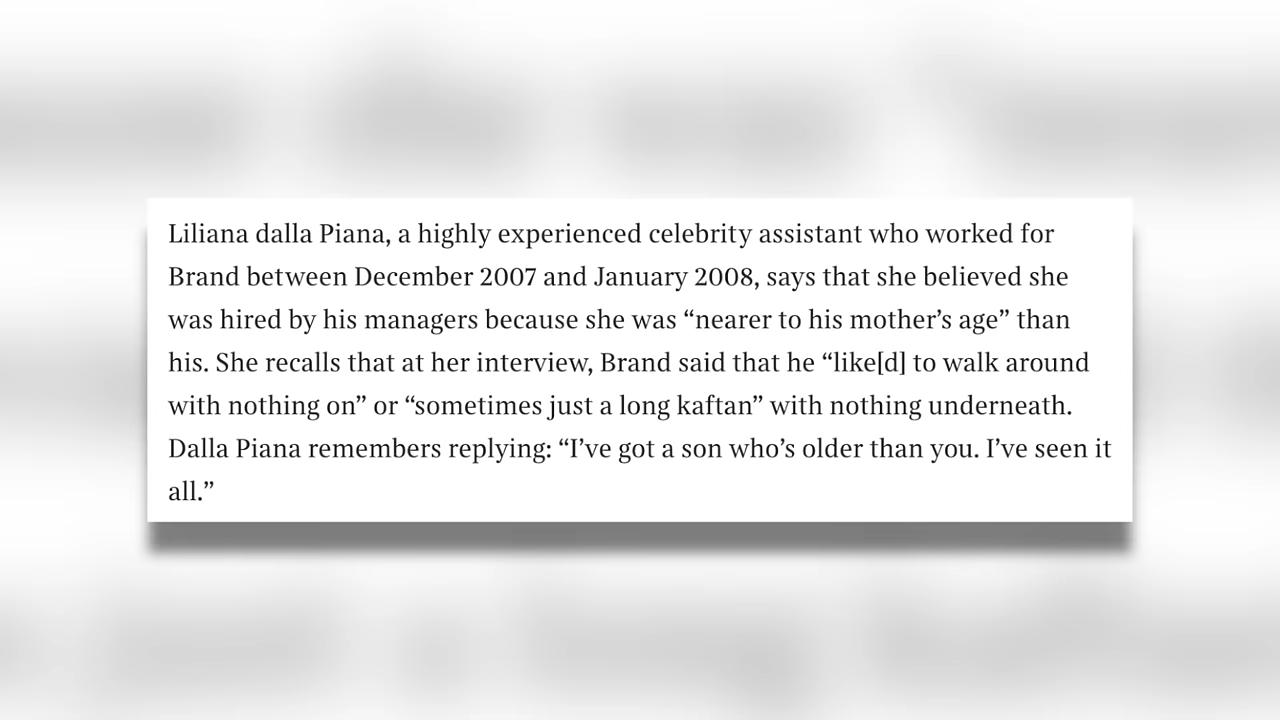 Liliana dalla Piana, a highly experienced celebrity assistant who worked for
Brand between December 2007 and January 2008, says that she believed she
was hired by his managers because she was “nearer to his mother’s age” than
his. She recalls that at her interview, Brand said that he “like[d] to walk around
with nothing on” or “sometimes just a long kaftan” with nothing underneath.
Dalla Piana remembers replying: “I’ve got a son who’s older than you. I’ve seen it
all.”